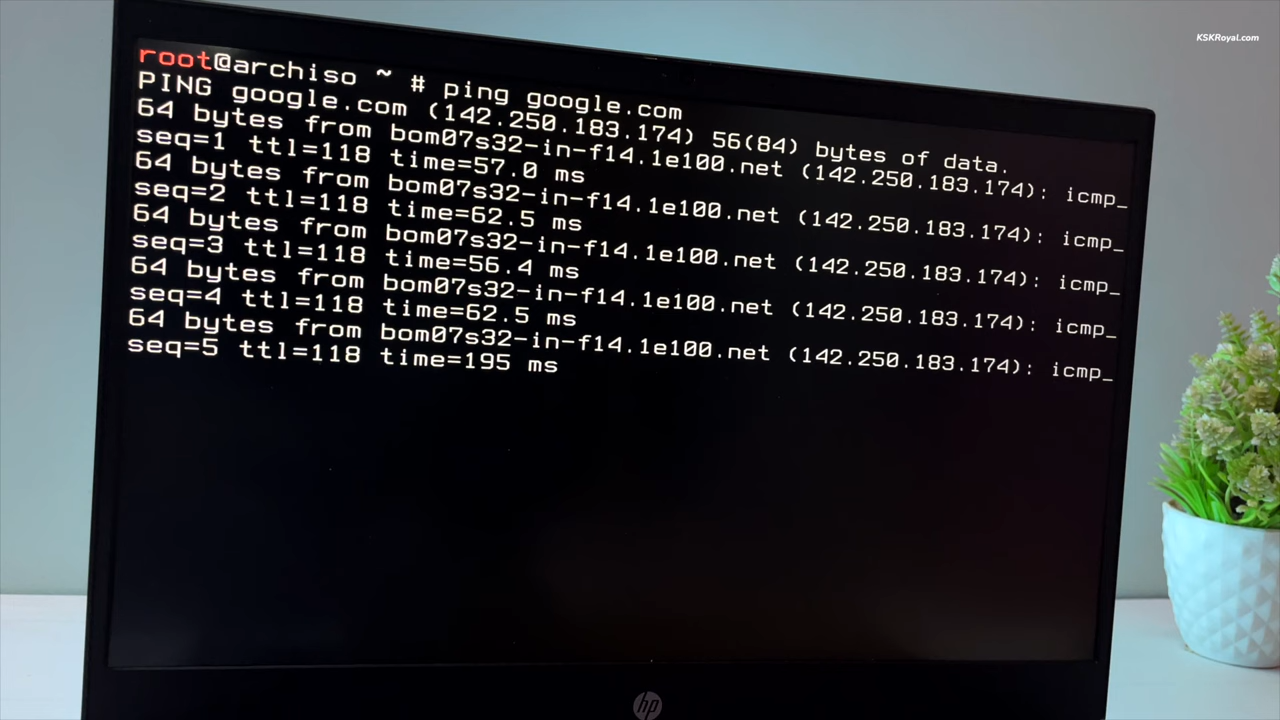 KSKRoyal.com
root@archiso ~ # ping google.com
PING google.com (142.250.183.174) 56(84) bytes of data.
64 bytes from bom07s32-in-f14.1e100.net (142.250.183.174): icmp_
seq=1 ttl=118 time=57.0 ms
64 bytes from bom07s32-in-f14.1e100.net (142.250.183.174): icmp_
seq=2 ttl=118 time=62.5 ms
64 bytes from bom07s32-in-f14.1e100.net (142.250.183.174): icmp_
seq=3 ttl=118 time=56.4 ms
64 bytes from bom07s32-in-f14.1e100.net (142.250.183.174): icmp_
seq=4 ttl=118 time=62.5 ms
64 bytes from bom07s32-in-f14.1e100.net (142.250.183.174): icmp_
seq=5 ttl=118 time=195 ms
hp